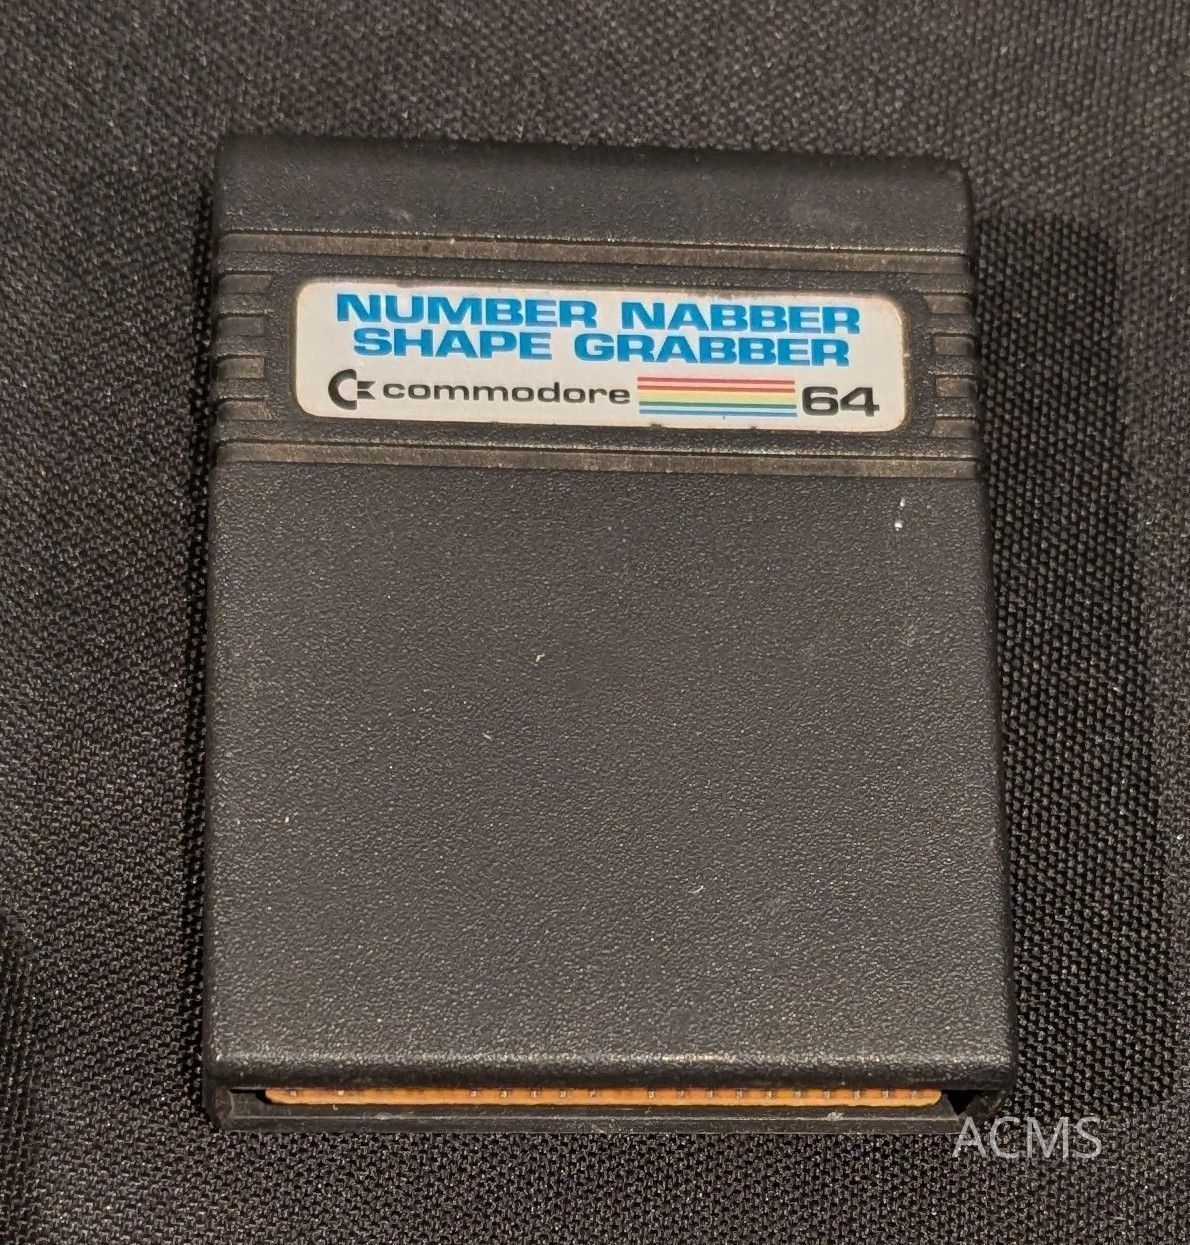 NUMBER NABBER
SHAPE GRABBER
commodore 64
ACMS